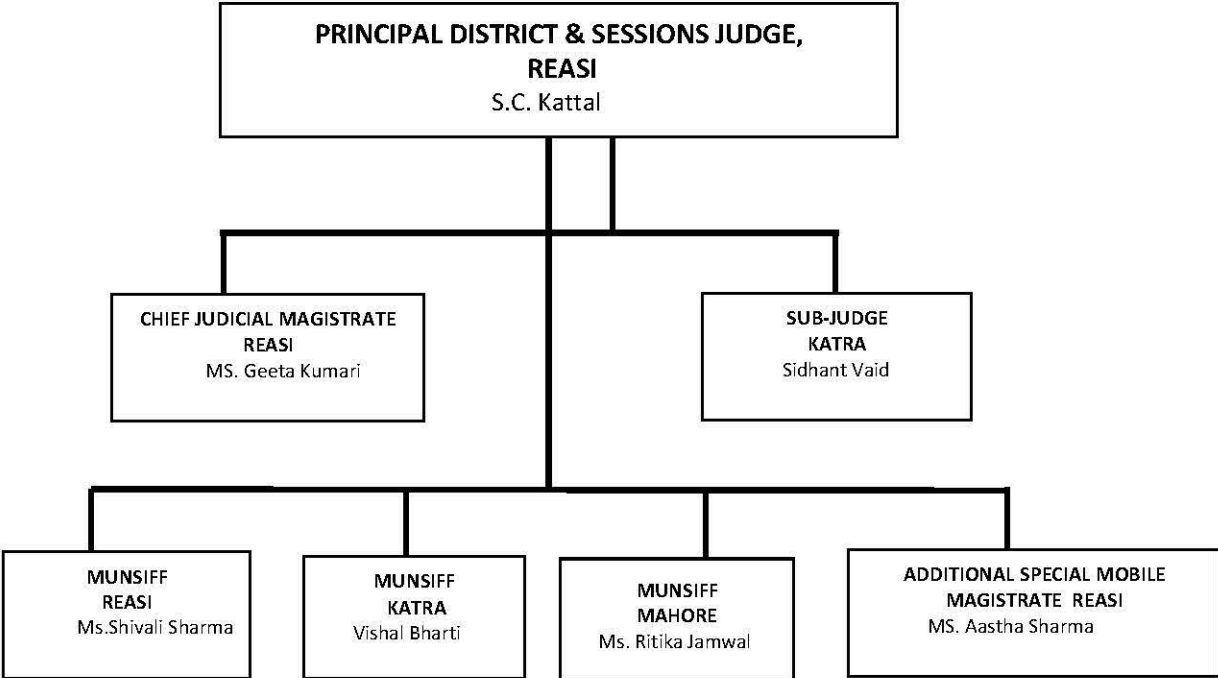 PRINCIPAL DISTRICT & SESSIONS JUDGE,
REASI
S.C. Kattal
CHIEF JUDICIAL MAGISTRATE
REASI
MS. Geeta Kumari
SUB-JUDGE
KATRA
Sidhant Vaid
MUNSIFF
REASI
Ms.Shivali Sharma
MUNSIFF
KATRA
Vishal Bharti
MUNSIFF
MAHORE
Ms. Ritika Jamwal
ADDITIONAL SPECIAL MOBILE
MAGISTRATE REASI
MS. Aastha Sharma